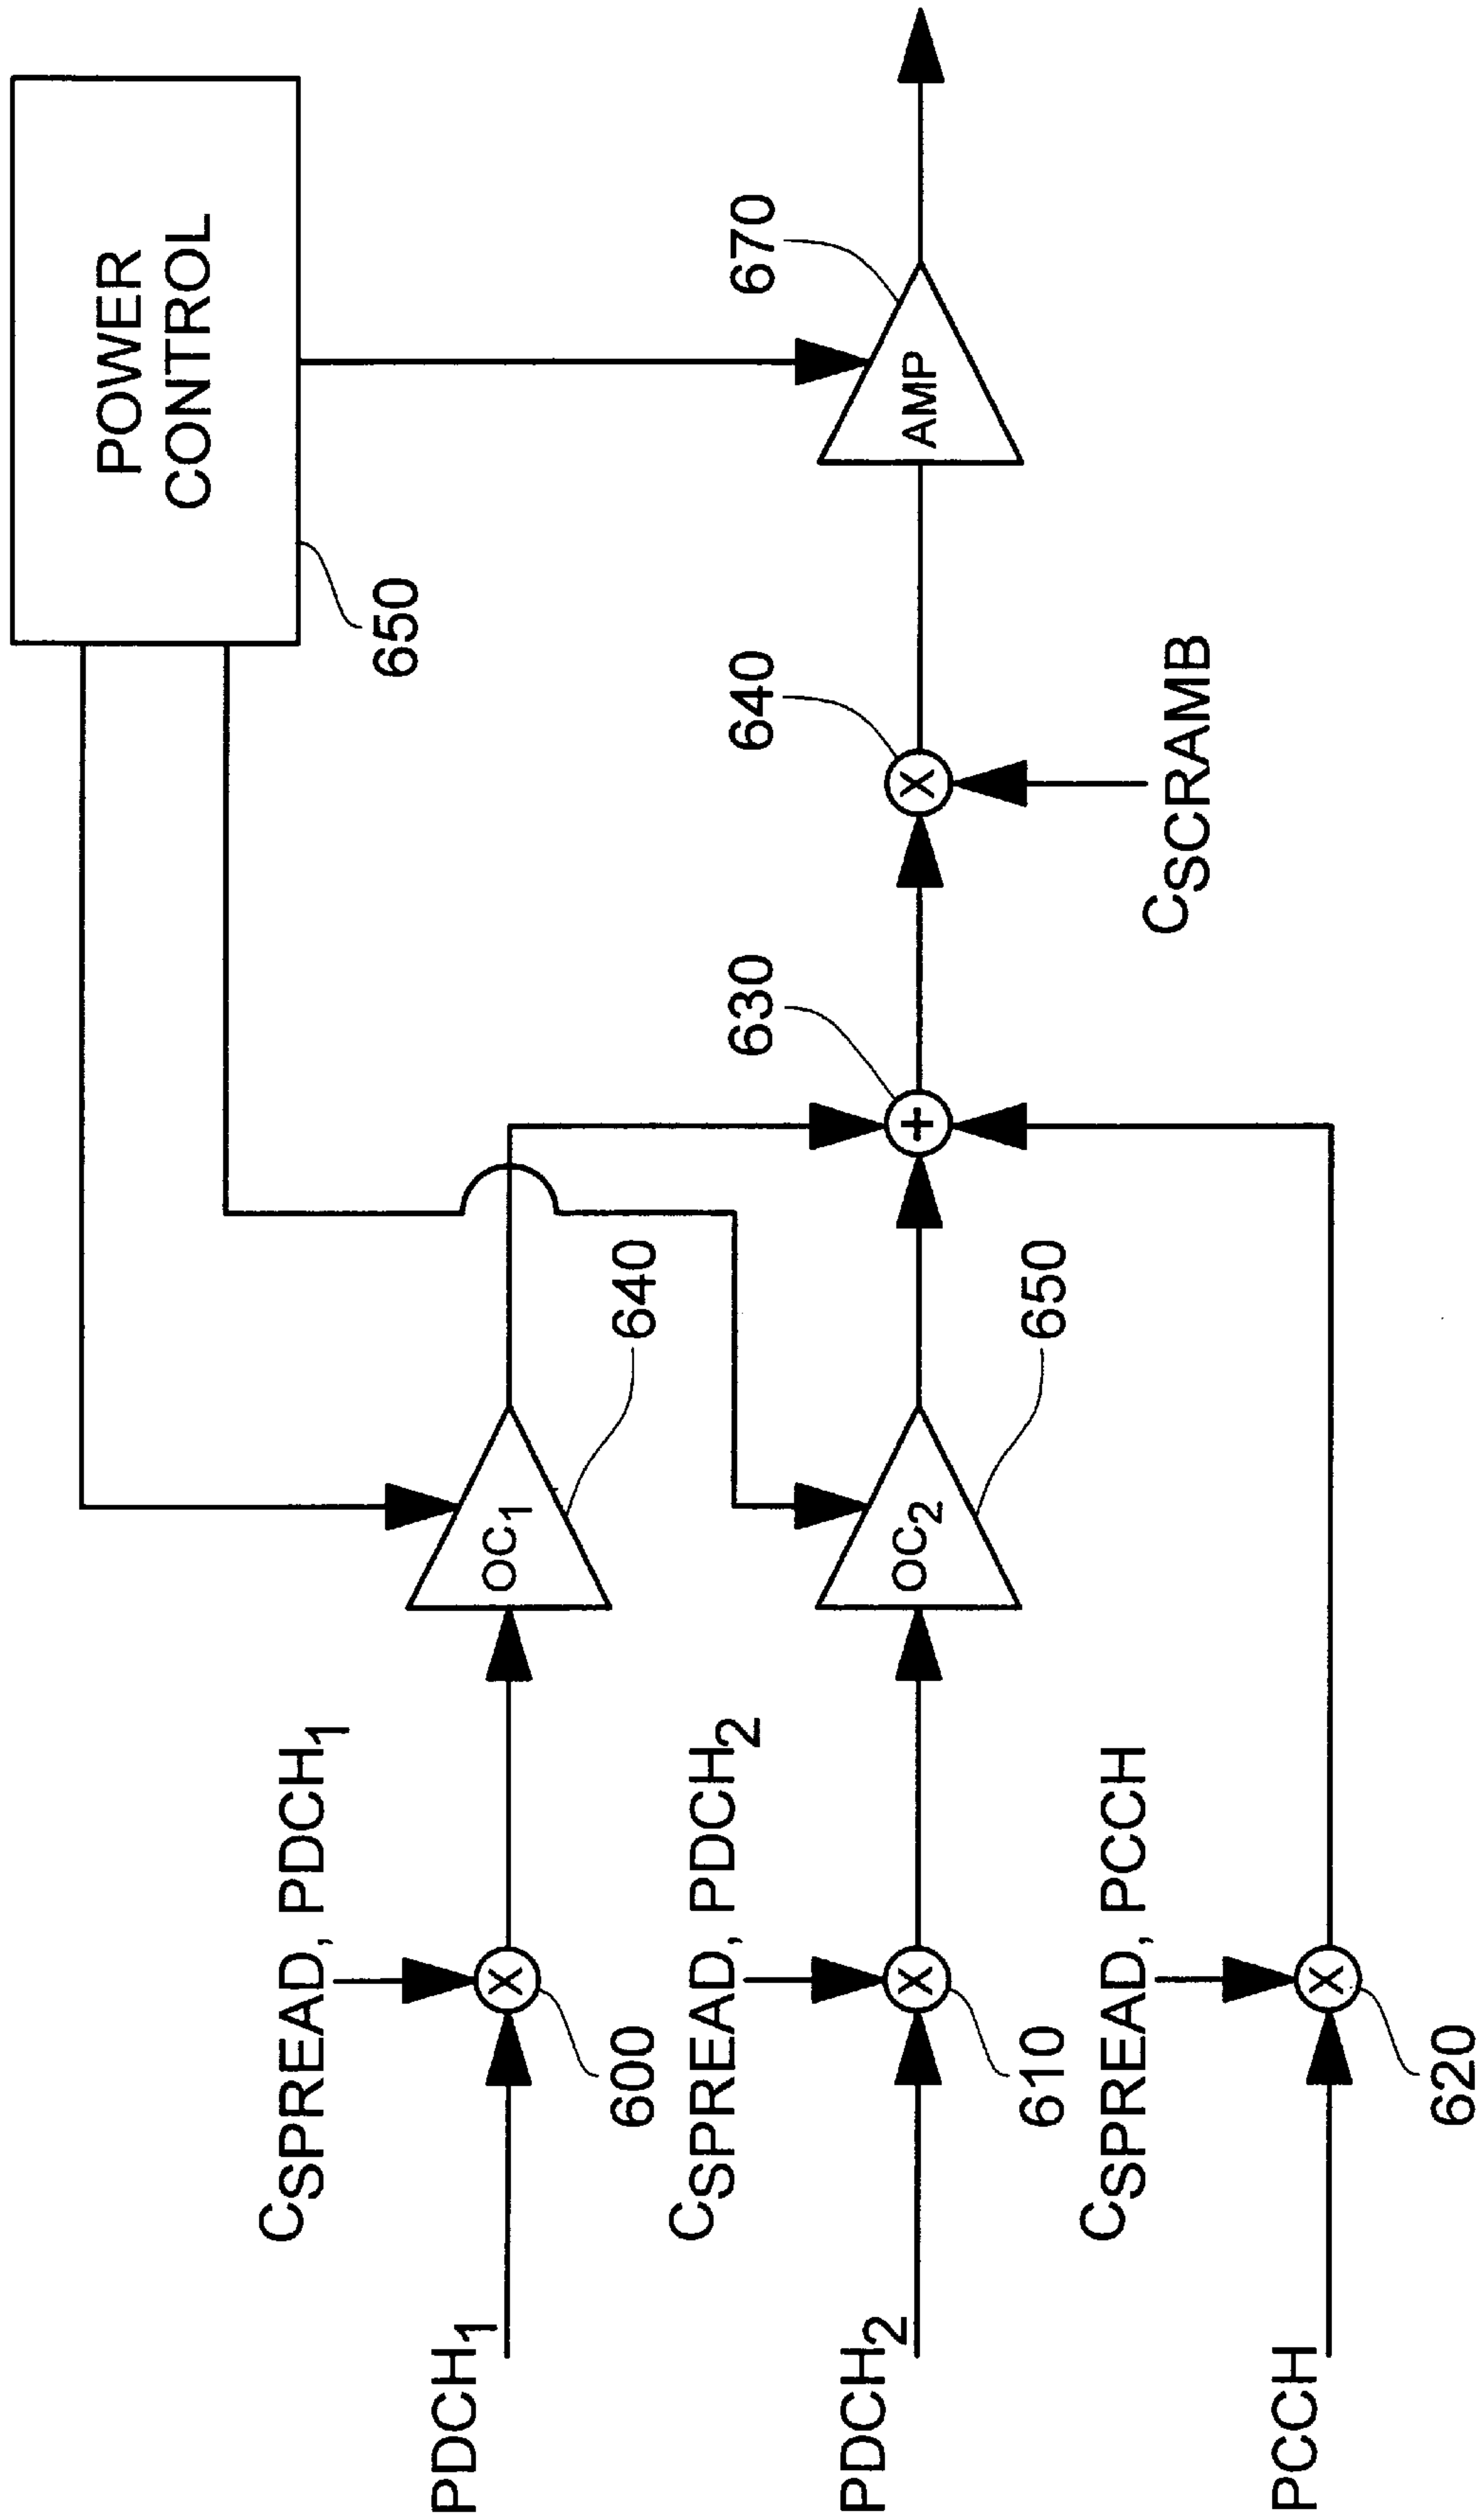 POWER
CONTROL
650
670
AMP
640
CSCRAMB
630
OC1
640
OC2
650
CSPREAD, PDCH1
PDCH1
600
CSPREAD, PDCH2
PDCH2
610
CSPREAD, PCCH
PCCH
620
X
X
X
+
X